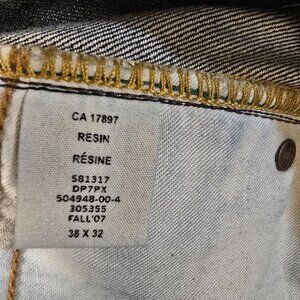 CA 17897
RESIN
RÉSINE
581317
DP7PX
504948-00-4
305355
FALL'07
38 X 32